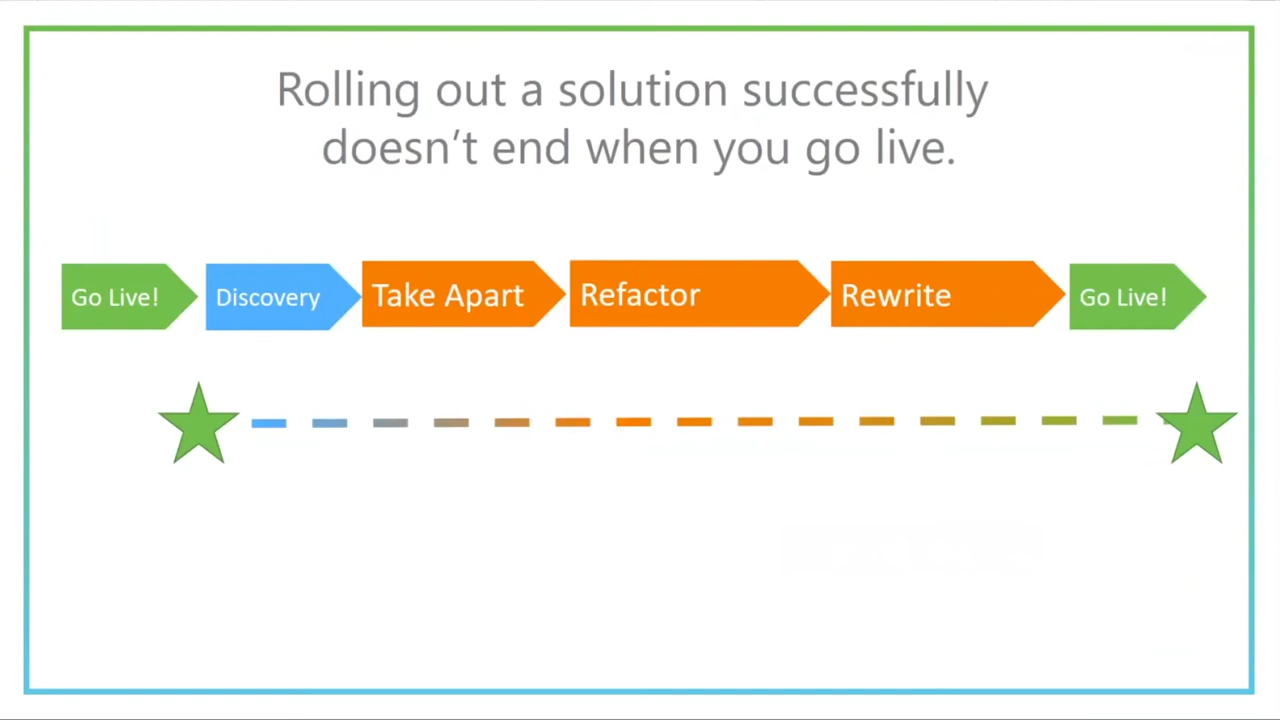 Rolling out a solution successfully
doesn’t end when you go live.
Go Live!
Discovery
Take Apart
Refactor
Rewrite
Go Live!